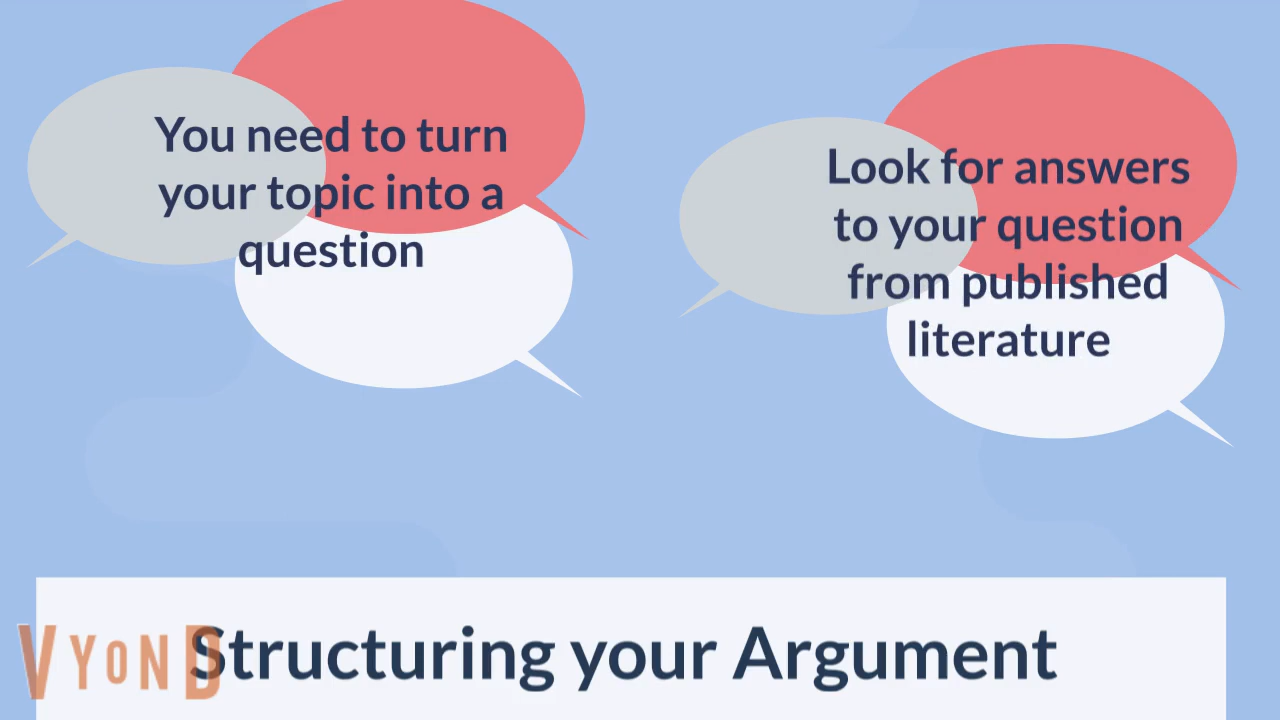 You need to turn
your topic into a
question
Look for answers
to your question
from published
literature
Structuring your Argument
VYOND